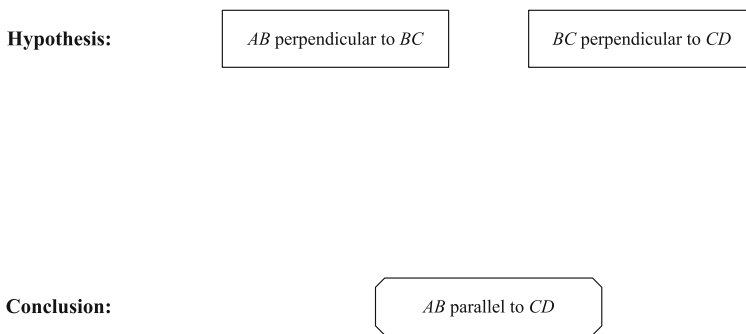 Hypothesis: AB perpendicular to BC BC perpendicular to CD
Conclusion: AB parallel to CD